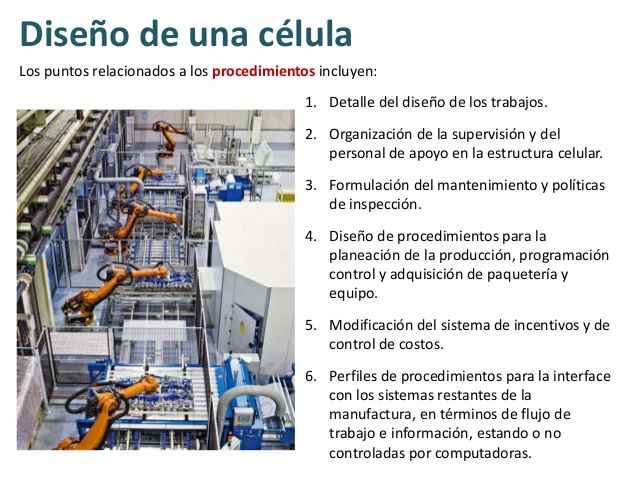 Diseño de una célula
Los puntos relacionados a los procedimientos incluyen:
1. Detalle del diseño de los trabajos.
2. Organización de la supervisión y del
personal de apoyo en la estructura celular.
3. Formulación del mantenimiento y políticas
de inspección.
4. Diseño de procedimientos para la
planeación de la producción, programación
control y adquisición de paquetería y
equipo.
5. Modificación del sistema de incentivos y de
control de costos.
6. Perfiles de procedimientos para la interface
con los sistemas restantes de la
manufactura, en términos de flujo de
trabajo e información, estando o no
controladas por computadoras.